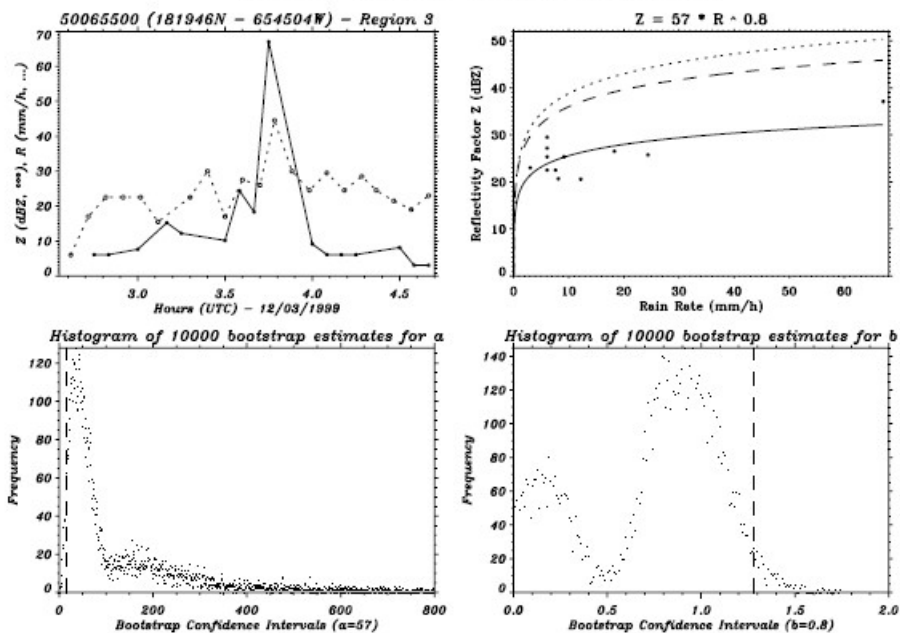 50065500 (181946N - 654504W) - Region 3
Z (dBZ, ***), R (mm/h, ...)
70
60
50
40
30
20
10
0
3.0 3.5 4.0 4.5
Hours (UTC) - 12/03/1999
Z = 57 * R ^ 0.8
Reflectivity Factor Z (dBZ)
50
40
30
20
10
0
0 10 20 30 40 50 60
Rain Rate (mm/h)
Histogram of 10000 bootstrap estimates for a
Frequency
120
100
80
60
40
20
0
0 200 400 600 800
Bootstrap Confidence Intervals (a=57)
Histogram of 10000 bootstrap estimates for b
Frequency
140
120
100
80
60
40
20
0
0.0 0.5 1.0 1.5 2.0
Bootstrap Confidence Intervals (b=0.8)